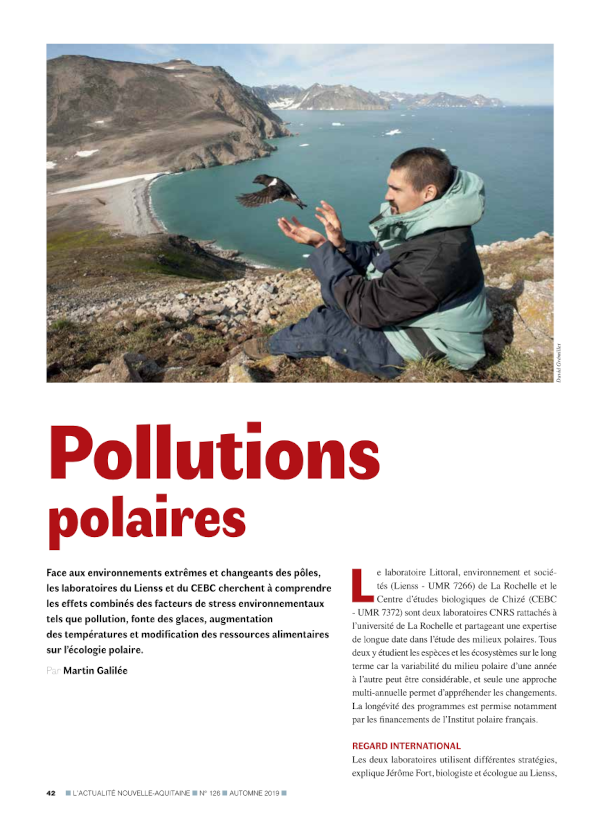 David Grémillet
Pollutions
polaires
Face aux environnements extrêmes et changeants des pôles,
les laboratoires du Lienss et du CEBC cherchent à comprendre
les effets combinés des facteurs de stress environnementaux
tels que pollution, fonte des glaces, augmentation
des températures et modification des ressources alimentaires
sur l'écologie polaire.
Par Martin Galilée
Le laboratoire Littoral, environnement et socié-
tés (Lienss - UMR 7266) de La Rochelle et le
Centre d'études biologiques de Chizé (CEBC
- UMR 7372) sont deux laboratoires CNRS rattachés à
l'université de La Rochelle et partageant une expertise
de longue date dans l'étude des milieux polaires. Tous
deux y étudient les espèces et les écosystèmes sur le long
terme car la variabilité du milieu polaire d'une année
à l'autre peut être considérable, et seule une approche
multi-annuelle permet d'appréhender les changements.
La longévité des programmes est permise notamment
par les financements de l'Institut polaire français.
REGARD INTERNATIONAL
Les deux laboratoires utilisent différentes stratégies,
explique Jérôme Fort, biologiste et écologue au Lienss,
42 ■ L'ACTUALITÉ NOUVELLE-AQUITAINE ■ N° 126 ■ AUTOMNE 2019 ■